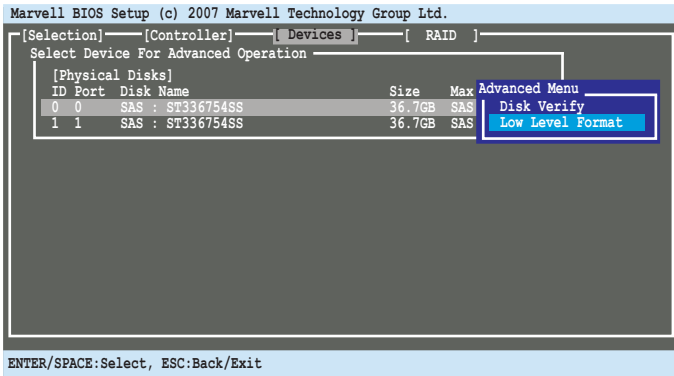 Marvell BIOS Setup (c) 2007 Marvell Technology Group Ltd.
[Selection] [Controller] [ Devices ] [ RAID ]
Select Device For Advanced Operation
[Physical Disks]
ID Port Disk Name Size Max
0 0 SAS : ST336754SS 36.7GB SAS
1 1 SAS : ST336754SS 36.7GB SAS
Advanced Menu
Disk Verify
Low Level Format
ENTER/SPACE:Select, ESC:Back/Exit